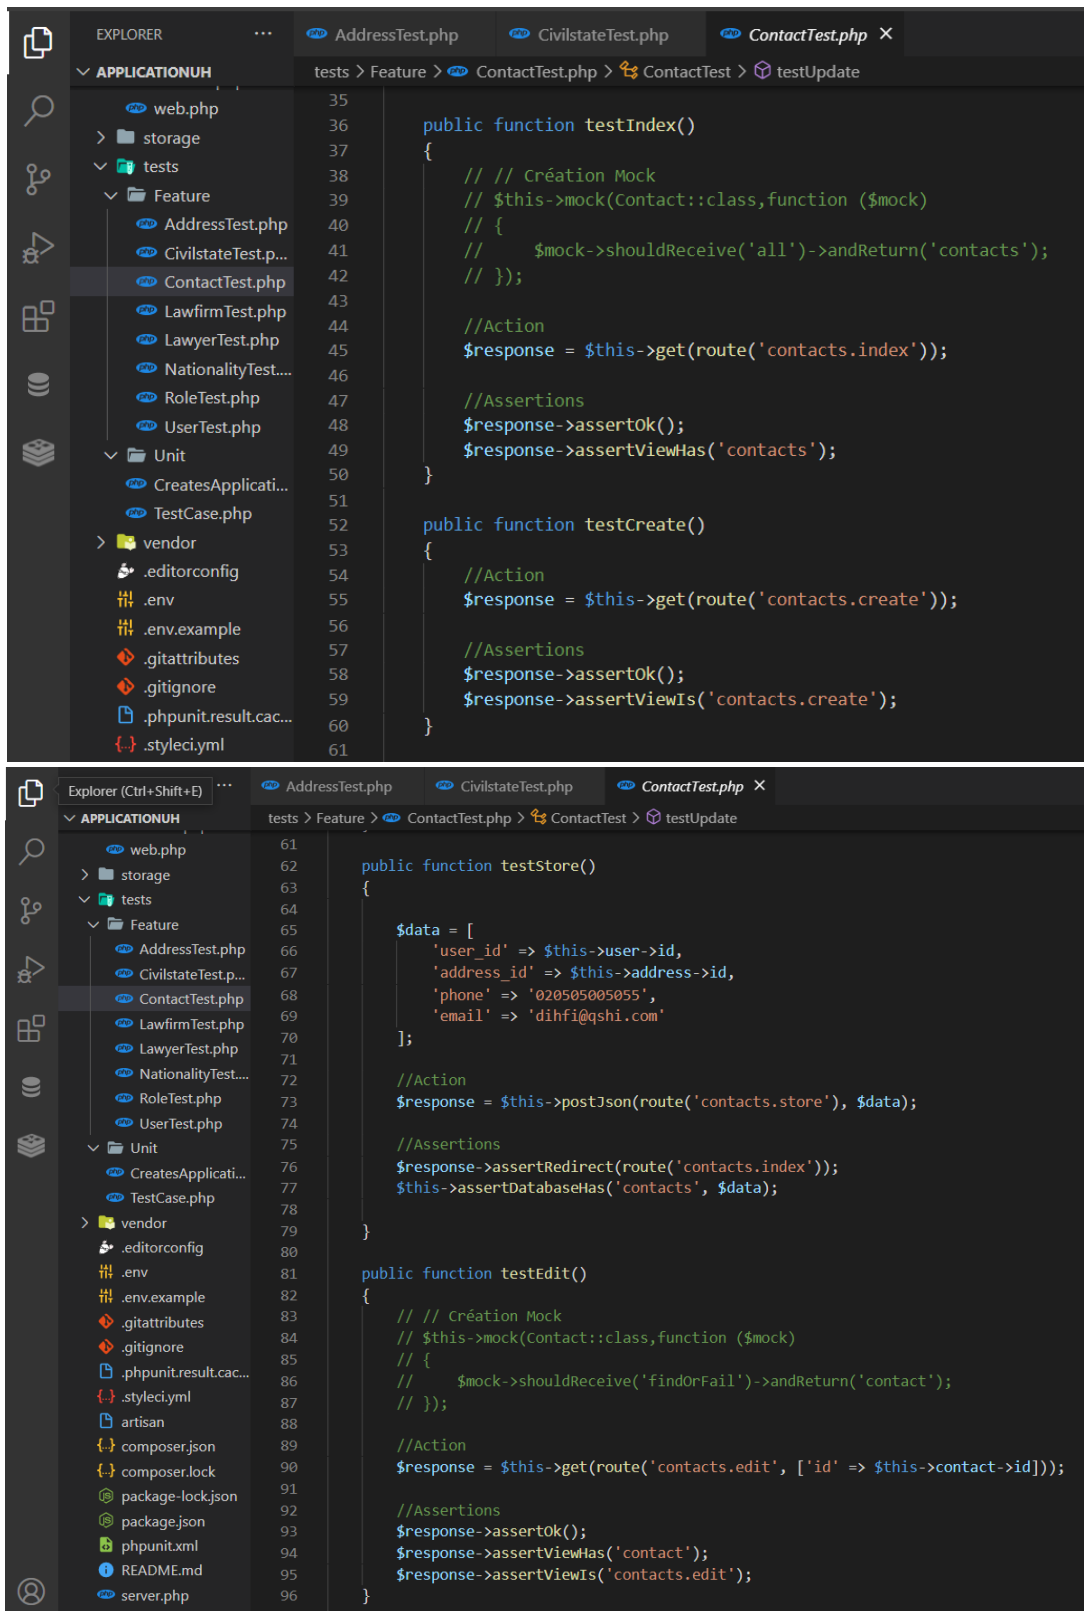 EXPLORER ...
APPLICATIONUH
web.php
storage
tests
Feature
AddressTest.php
CivilstateTest.p...
ContactTest.php
LawfirmTest.php
LawyerTest.php
NationalityTest....
RoleTest.php
UserTest.php
Unit
CreatesApplicati...
TestCase.php
vendor
.editorconfig
.env
.env.example
.gitattributes
.gitignore
.phpunit.result.cac...
.styleci.yml
AddressTest.php CivilstateTest.php ContactTest.php ×
tests > Feature > ContactTest.php > ContactTest > testUpdate
35
36 public function testIndex()
37 {
38 // // Création Mock
39 // $this->mock(Contact::class,function ($mock)
40 // {
41 // $mock->shouldReceive('all')->andReturn('contacts');
42 // });
43
44 //Action
45 $response = $this->get(route('contacts.index'));
46
47 //Assertions
48 $response->assertOk();
49 $response->assertViewHas('contacts');
50 }
51
52 public function testCreate()
53 {
54 //Action
55 $response = $this->get(route('contacts.create'));
56
57 //Assertions
58 $response->assertOk();
59 $response->assertViewIs('contacts.create');
60 }
61
Explorer (Ctrl+Shift+E) ...
APPLICATIONUH
web.php
storage
tests
Feature
AddressTest.php
CivilstateTest.p...
ContactTest.php
LawfirmTest.php
LawyerTest.php
NationalityTest....
RoleTest.php
UserTest.php
Unit
CreatesApplicati...
TestCase.php
vendor
.editorconfig
.env
.env.example
.gitattributes
.gitignore
.phpunit.result.cac...
.styleci.yml
artisan
composer.json
composer.lock
package-lock.json
package.json
phpunit.xml
README.md
server.php
AddressTest.php CivilstateTest.php ContactTest.php ×
tests > Feature > ContactTest.php > ContactTest > testUpdate
61
62 public function testStore()
63 {
64
65 $data = [
66 'user_id' => $this->user->id,
67 'address_id' => $this->address->id,
68 'phone' => '020505005055',
69 'email' => 'dihfi@qshi.com'
70 ];
71
72 //Action
73 $response = $this->postJson(route('contacts.store'), $data);
74
75 //Assertions
76 $response->assertRedirect(route('contacts.index'));
77 $this->assertDatabaseHas('contacts', $data);
78
79 }
80
81 public function testEdit()
82 {
83 // // Création Mock
84 // $this->mock(Contact::class,function ($mock)
85 // {
86 // $mock->shouldReceive('findOrFail')->andReturn('contact');
87 // });
88
89 //Action
90 $response = $this->get(route('contacts.edit', ['id' => $this->contact->id]));
91
92 //Assertions
93 $response->assertOk();
94 $response->assertViewHas('contact');
95 $response->assertViewIs('contacts.edit');
96 }